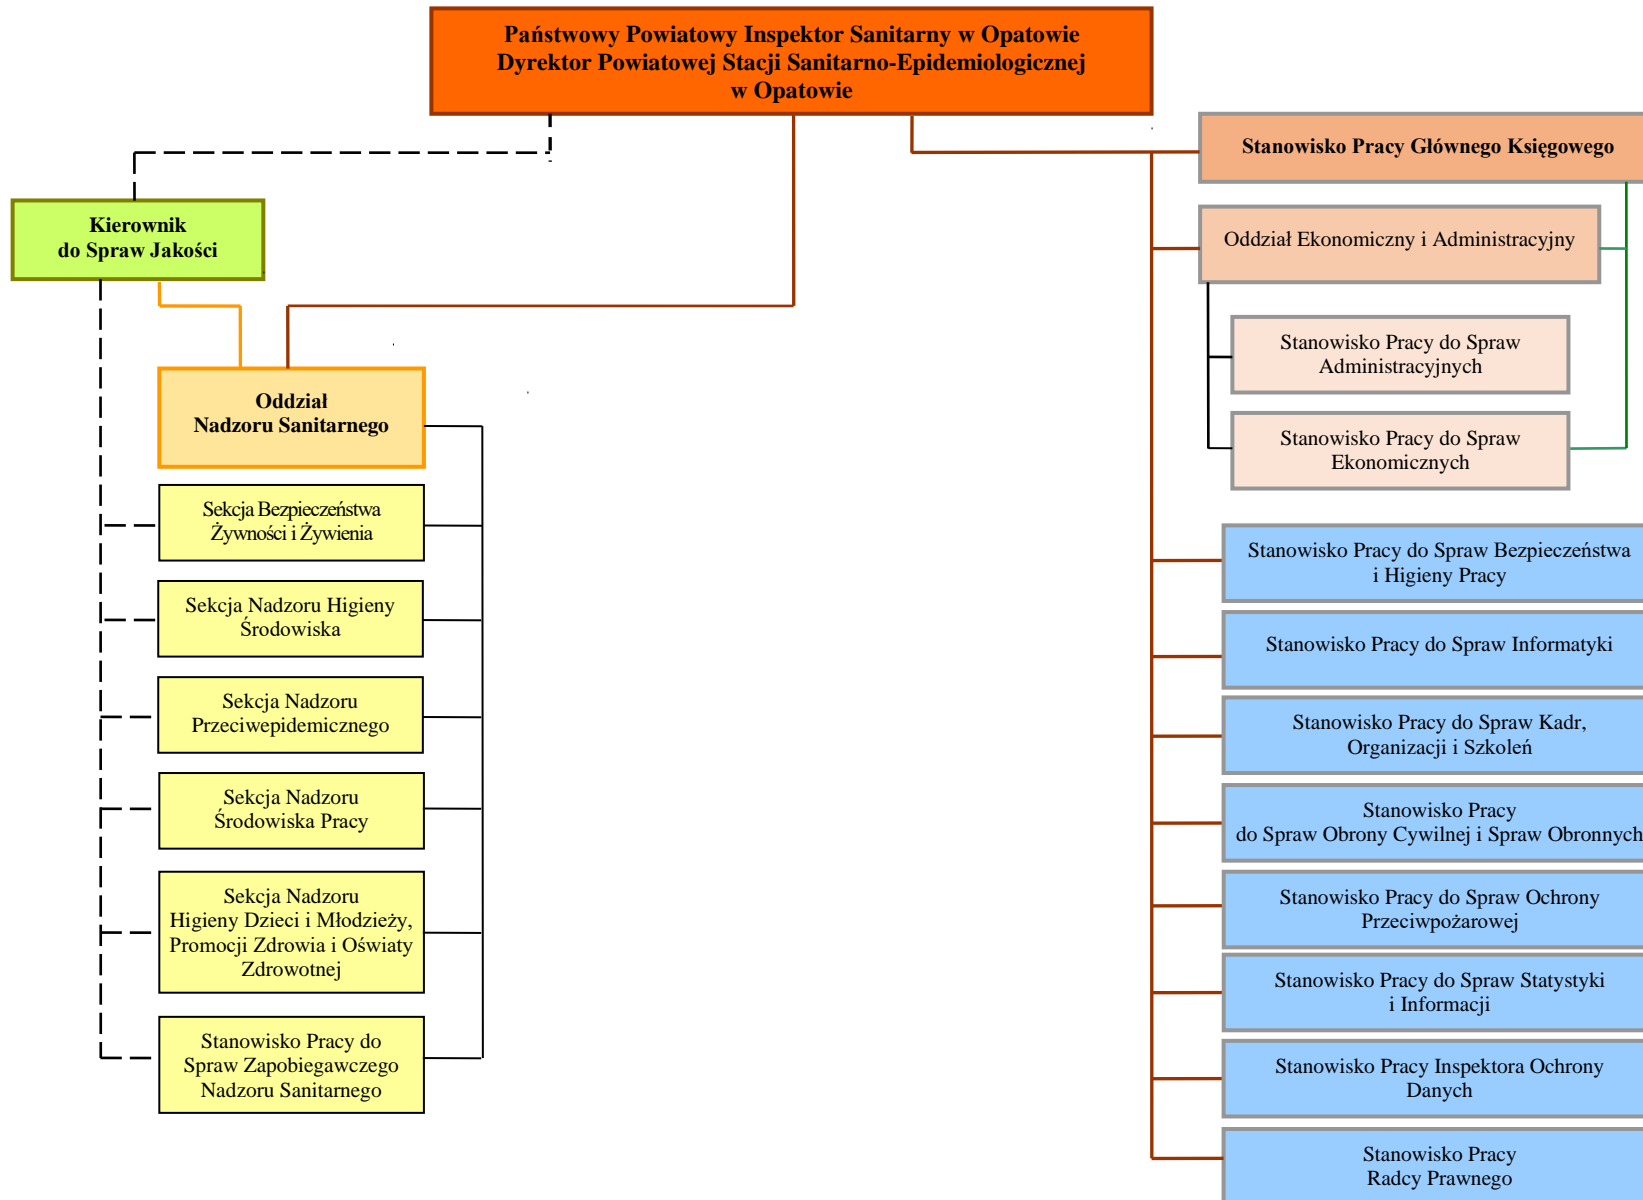 Państwowy Powiatowy Inspektor Sanitarny w Opatowie
Dyrektor Powiatowej Stacji Sanitarno-Epidemiologicznej
w Opatowie
Stanowisko Pracy Głównego Księgowego
Kierownik
do Spraw Jakości
Oddział Ekonomiczny i Administracyjny
Stanowisko Pracy do Spraw
Administracyjnych
Stanowisko Pracy do Spraw
Ekonomicznych
Oddział
Nadzoru Sanitarnego
Sekcja Bezpieczeństwa
Żywności i Żywienia
Sekcja Nadzoru Higieny
Środowiska
Sekcja Nadzoru
Przeciwepidemicznego
Sekcja Nadzoru
Środowiska Pracy
Sekcja Nadzoru
Higieny Dzieci i Młodzieży,
Promocji Zdrowia i Oświaty
Zdrowotnej
Stanowisko Pracy do
Spraw Zapobiegawczego
Nadzoru Sanitarnego
Stanowisko Pracy do Spraw Bezpieczeństwa
i Higieny Pracy
Stanowisko Pracy do Spraw Informatyki
Stanowisko Pracy do Spraw Kadr,
Organizacji i Szkoleń
Stanowisko Pracy
do Spraw Obrony Cywilnej i Spraw Obronnych
Stanowisko Pracy do Spraw Ochrony
Przeciwpożarowej
Stanowisko Pracy do Spraw Statystyki
i Informacji
Stanowisko Pracy Inspektora Ochrony
Danych
Stanowisko Pracy
Radcy Prawnego